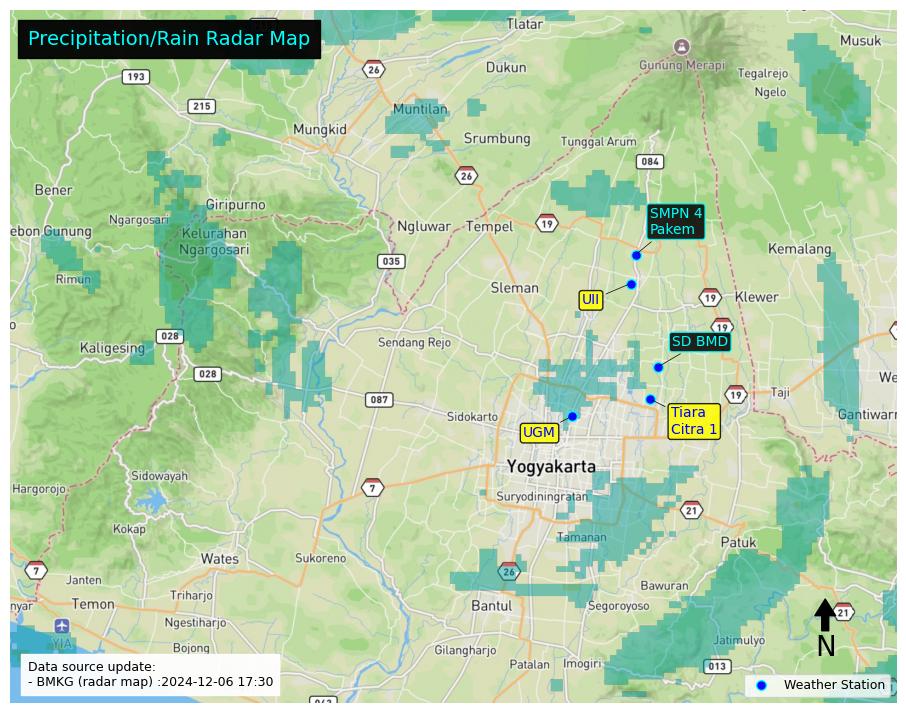 Precipitation/Rain Radar Map
Tlatar
Musuk
26
193
Dukun
Gunung Merapi
Tegalrejo
Ngelo
215
Muntilan
Mungkid
Srumbung
Tunggal Arum
084
26
Bener
Giripurno
Ngargosari
Ngluwar
Tempel
19
SMPN 4
Pakem
ebon Gunung
Kelurahan
Ngargosari
Kemalang
035
Rimun
Sleman
UII
19
Klewer
19
028
Kaligesing
Sendang Rejo
SD BMD
028
087
19
Taji
We
Sidokarto
Tiara
Citra 1
Gantiwarn
UGM
Yogyakarta
Sidowayah
Hargorojo
7
Suryodiningratan
21
Kokap
Tamanan
Patuk
Wates
Sukoreno
7
Janten
26
Bawuran
nyar
Temon
Triharjo
Bantul
Segoroyoso
21
Ngestiharjo
YIA
Bojong
Gilangharjo
Jatimulyo
N
Patalan
Imogiri
013
Data source update:
- BMKG (radar map) :2024-12-06 17:30
Weather Station